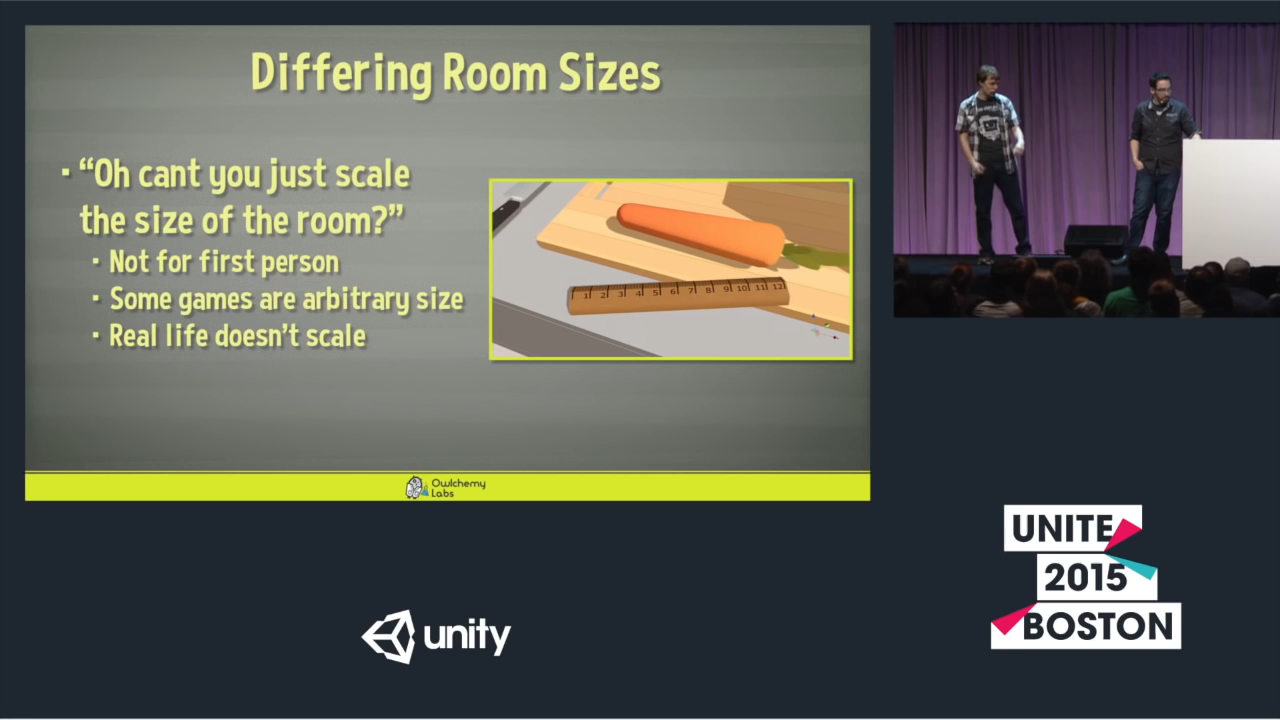 Differing Room Sizes
· “Oh cant you just scale
the size of the room?”
· Not for first person
· Some games are arbitrary size
· Real life doesn’t scale
1 2 3 4 5 6 7 8 9 10 11 12
Owlchemy
Labs
unity
UNITE
2015
BOSTON